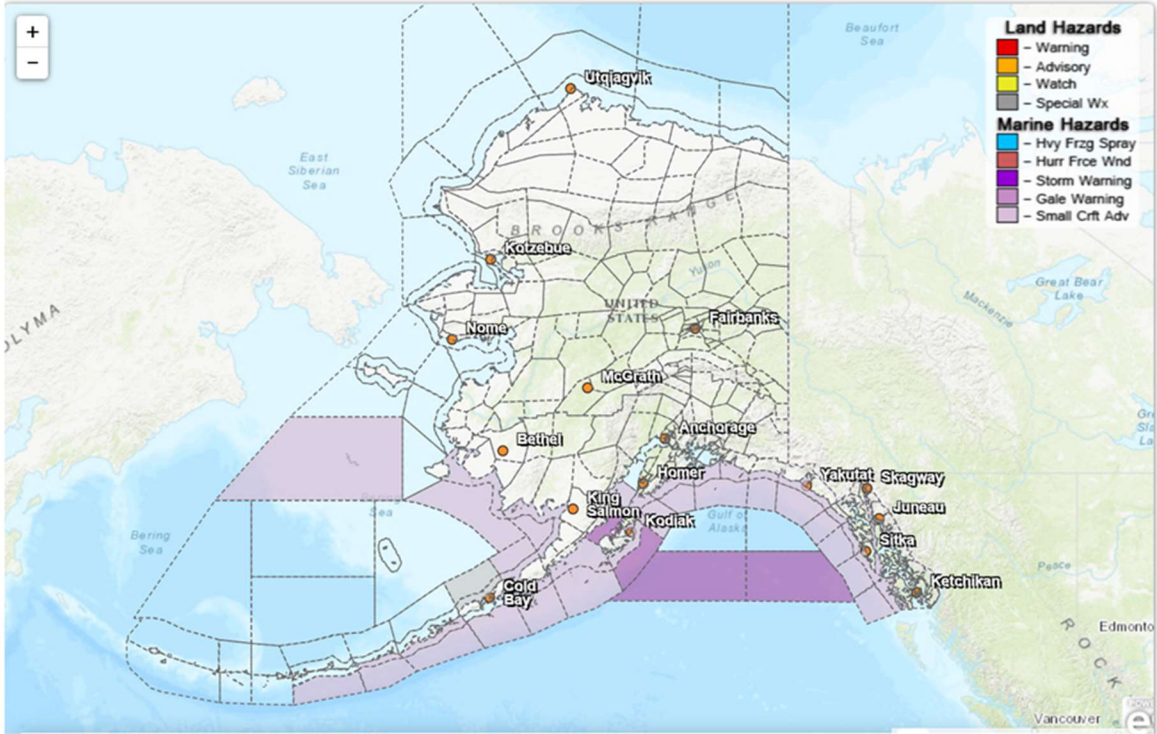 +
−
Beaufort
Sea
Land Hazards
– Warning
– Advisory
– Watch
– Special Wx
Marine Hazards
– Hvy Frzg Spray
– Hurr Frce Wnd
– Storm Warning
– Gale Warning
– Small Crft Adv
Utqiagvik
East
Siberian
Sea
BROOKS RANGE
Kotzebue
Yukon
Great Bear
Lake
Mackenzie
OLYMA
UNITED
STATES
Nome
Fairbanks
McGrath
Anchorage
Bethel
Homer
Yakutat
Skagway
King
Salmon
Kodiak
Juneau
Gulf of
Alaska
Sea
Bering
Sea
Sitka
Peace
Cold
Bay
Ketchikan
Edmonto
ROCK
Vancouver